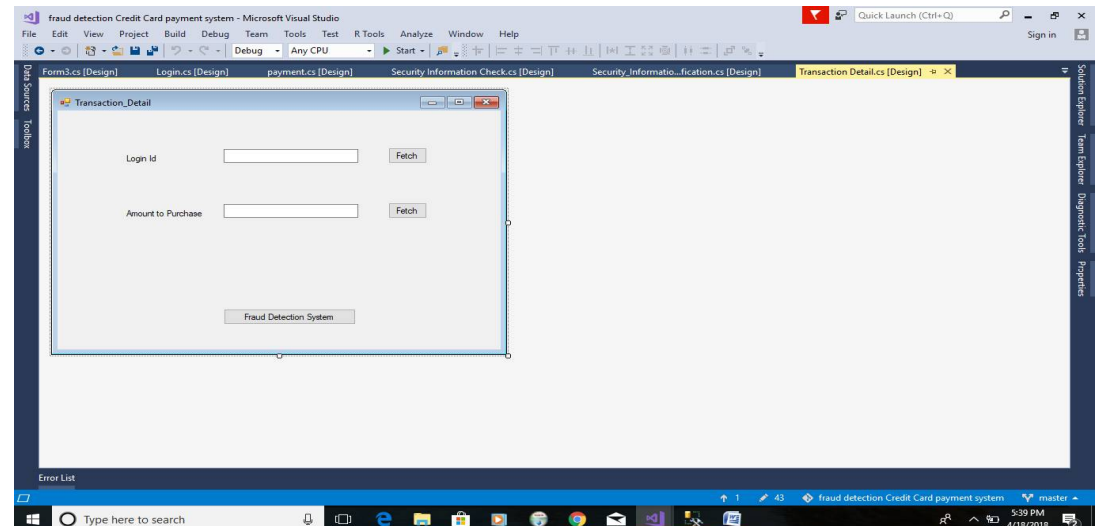 fraud detection Credit Card payment system - Microsoft Visual Studio
Quick Launch (Ctrl+Q)
File Edit View Project Build Debug Team Tools Test R Tools Analyze Window Help
Sign in
Debug Any CPU Start
Form3.cs [Design] Login.cs [Design] payment.cs [Design] Security Information Check.cs [Design] Security_Informatio...fication.cs [Design] Transaction Detail.cs [Design]
Data Sources
Toolbox
Transaction_Detail
Login Id
Fetch
Amount to Purchase
Fetch
Fraud Detection System
Solution Explorer
Team Explorer
Diagnostic Tools
Properties
Error List
1 43 fraud detection Credit Card payment system master
Type here to search
5:39 PM
4/18/2018